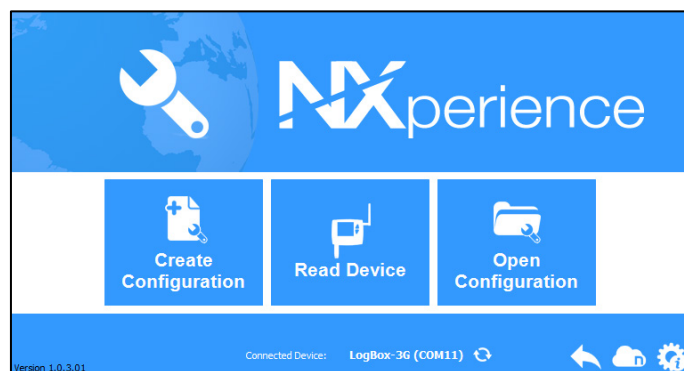 NXperience
Create
Configuration
Read Device
Open
Configuration
Connected Device: LogBox-3G (COM11)
n
Version 1.0.3.01